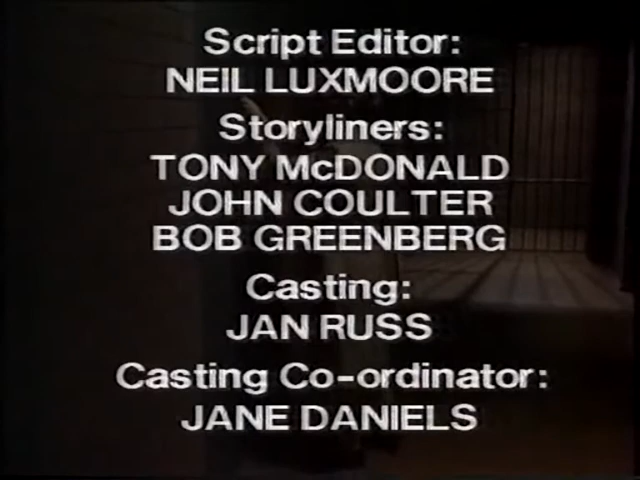 Script Editor:
NEIL LUXMOORE
Storyliners:
TONY McDONALD
JOHN COULTER
BOB GREENBERG
Casting:
JAN RUSS
Casting Co-ordinator:
JANE DANIELS